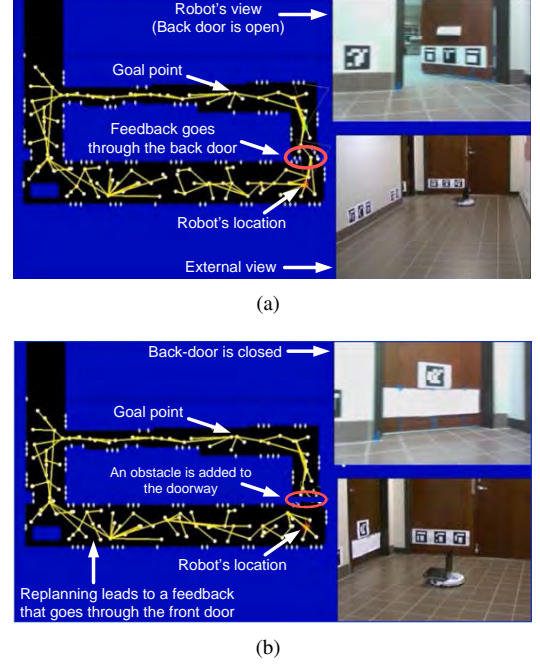 Robot's view
(Back door is open)
Goal point
Feedback goes
through the back door
Robot's location
External view
(a)
Back-door is closed
Goal point
An obstacle is added to
the doorway
Robot's location
Replanning leads to a feedback
that goes through the front door
(b)